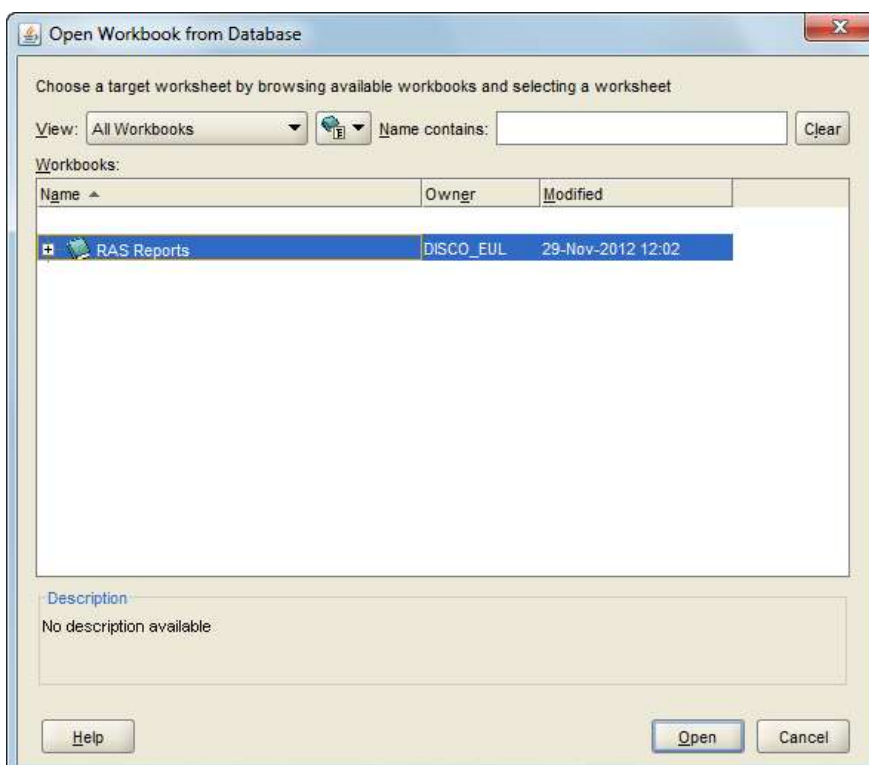 Open Workbook from Database
Choose a target worksheet by browsing available workbooks and selecting a worksheet
View: All Workbooks Name contains: Clear
Workbooks:
Name Owner Modified
RAS Reports DISCO_EUL 29-Nov-2012 12:02
Description
No description available
Help Open Cancel